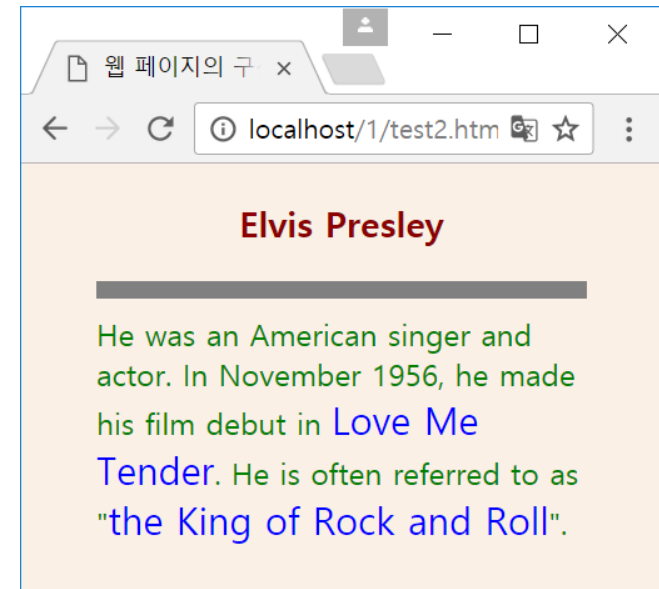 웹 페이지의 구
localhost/1/test2.htm
Elvis Presley
He was an American singer and
actor. In November 1956, he made
his film debut in Love Me
Tender. He is often referred to as
"the King of Rock and Roll".